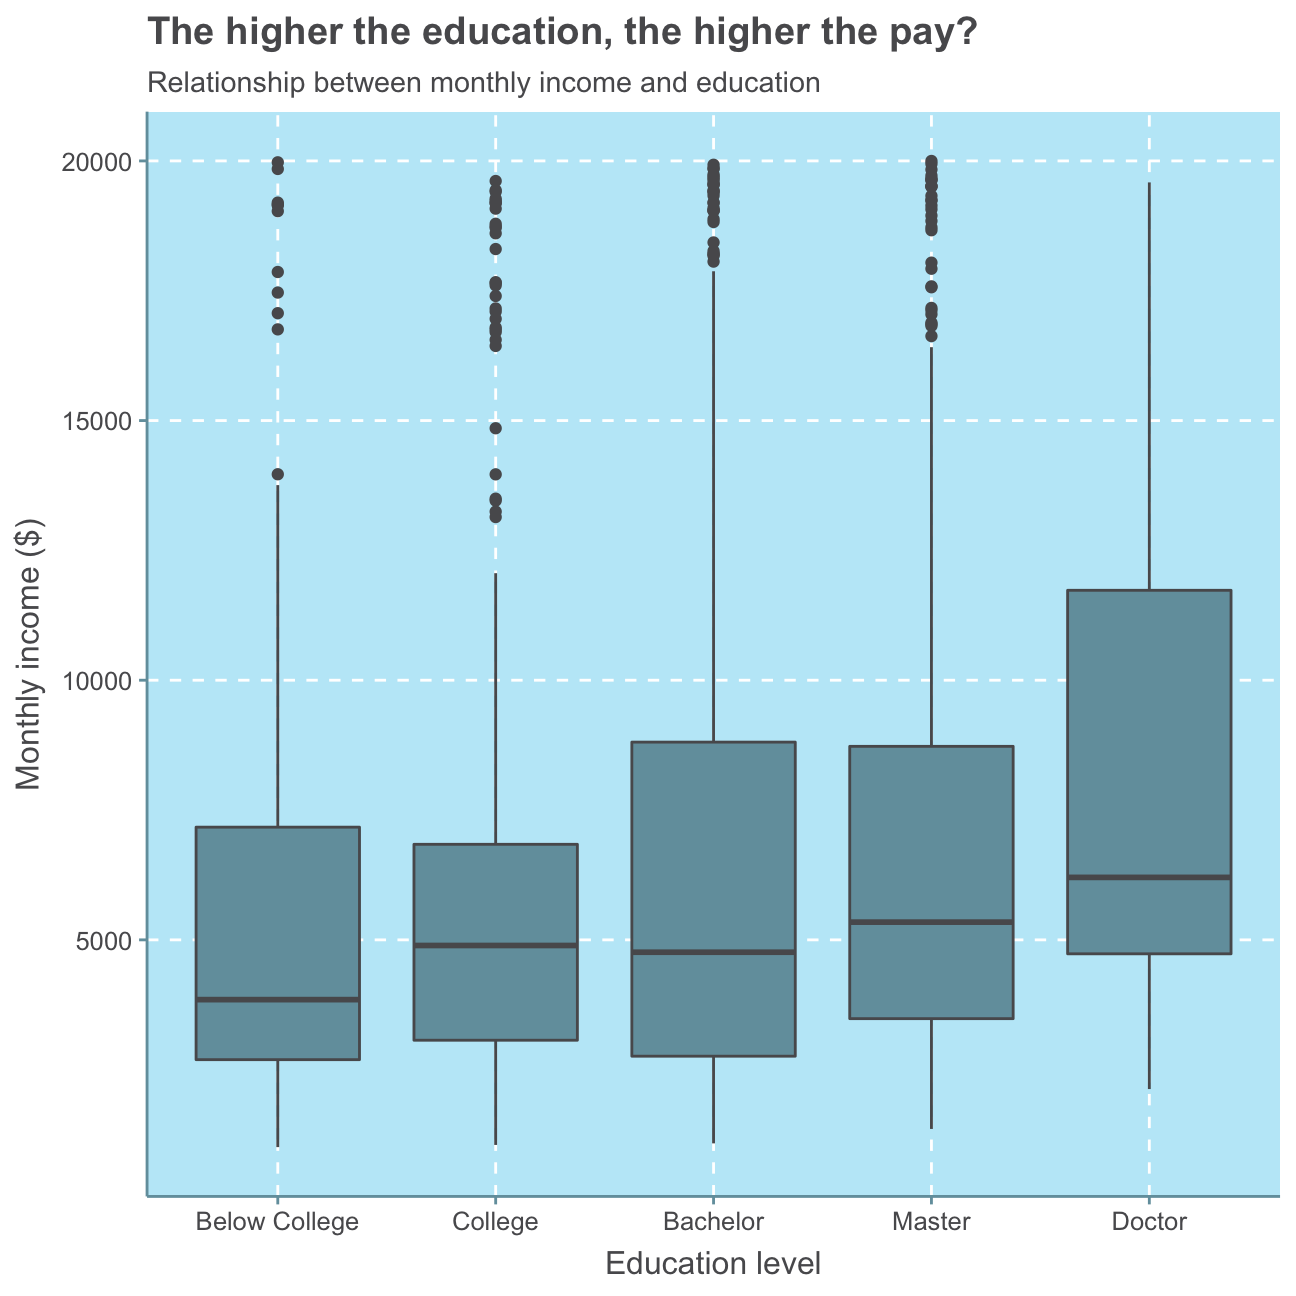 The higher the education, the higher the pay?
Relationship between monthly income and education
20000
15000
10000
5000
Monthly income ($)
Below College
College
Bachelor
Master
Doctor
Education level